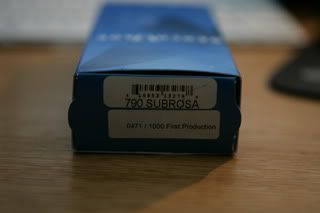 790 SUBROSA
0471 / 1000 First Production